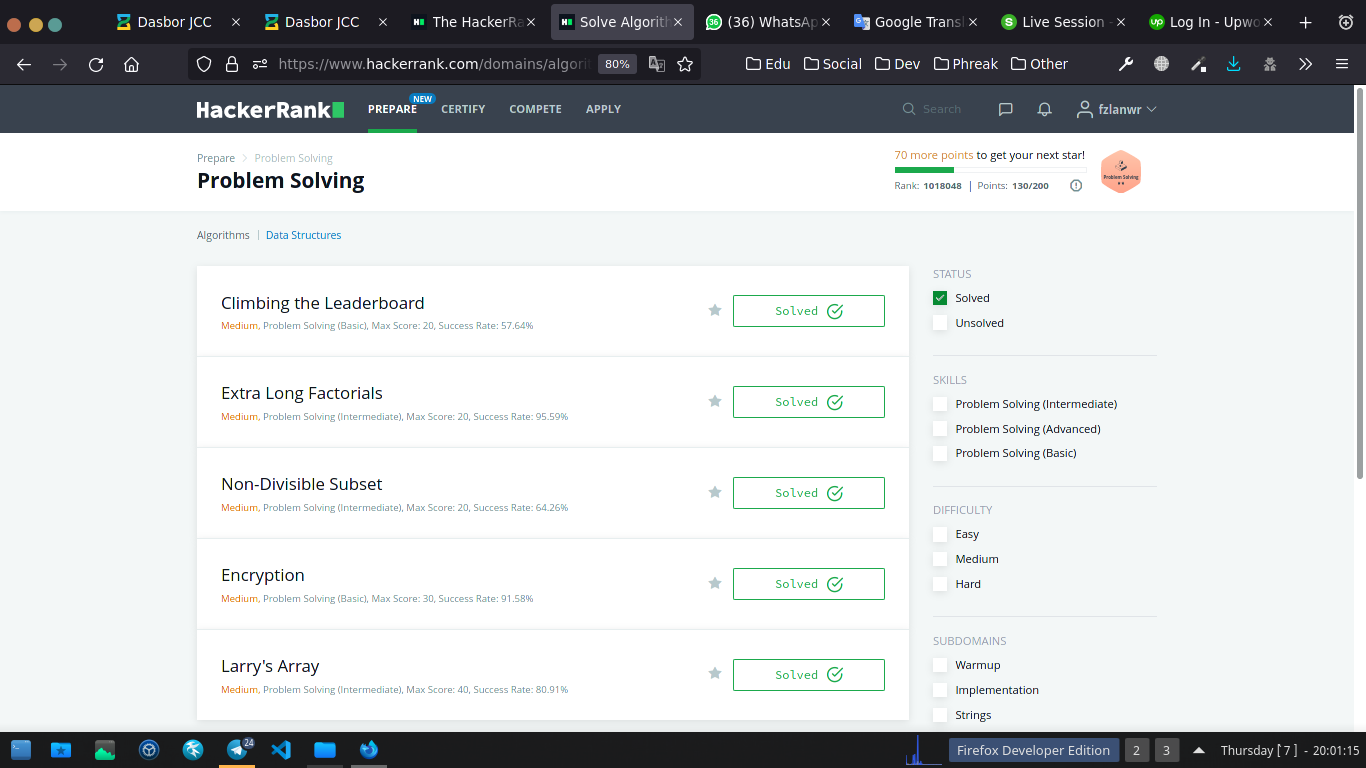 Dasbor JCC
Dasbor JCC
The HackerRa
Solve Algorith
(36) WhatsAp
Google Transl
Live Session -
Log In - Upwo
https://www.hackerrank.com/domains/algori
80%
Edu
Social
Dev
Phreak
Other
HackerRank
PREPARE
NEW
CERTIFY
COMPETE
APPLY
Search
fzlanwr
Prepare
Problem Solving
Problem Solving
70 more points to get your next star!
Rank: 1018048 | Points: 130/200
Problem Solving
Algorithms
Data Structures
Climbing the Leaderboard
Medium, Problem Solving (Basic), Max Score: 20, Success Rate: 57.64%
Solved
Extra Long Factorials
Medium, Problem Solving (Intermediate), Max Score: 20, Success Rate: 95.59%
Solved
Non-Divisible Subset
Medium, Problem Solving (Intermediate), Max Score: 20, Success Rate: 64.26%
Solved
Encryption
Medium, Problem Solving (Basic), Max Score: 30, Success Rate: 91.58%
Solved
Larry's Array
Medium, Problem Solving (Intermediate), Max Score: 40, Success Rate: 80.91%
Solved
STATUS
Solved
Unsolved
SKILLS
Problem Solving (Intermediate)
Problem Solving (Advanced)
Problem Solving (Basic)
DIFFICULTY
Easy
Medium
Hard
SUBDOMAINS
Warmup
Implementation
Strings
24
Firefox Developer Edition
2
3
Thursday [ 7 ] - 20:01:15